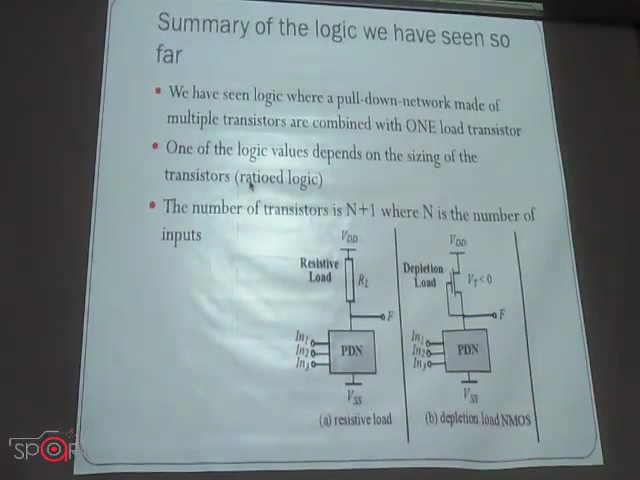 Summary of the logic we have seen so
far
• We have seen logic where a pull-down-network made of
multiple transistors are combined with ONE load transistor
• One of the logic values depends on the sizing of the
transistors (ratioed logic)
• The number of transistors is N+1 where N is the number of
inputs
VDD
Resistive
Load
RL
F
In1
In2
In3
PDN
VSS
(a) resistive load
VDD
Depletion
Load
VT<0
F
In1
In2
In3
PDN
VSS
(b) depletion load NMOS
SPAR